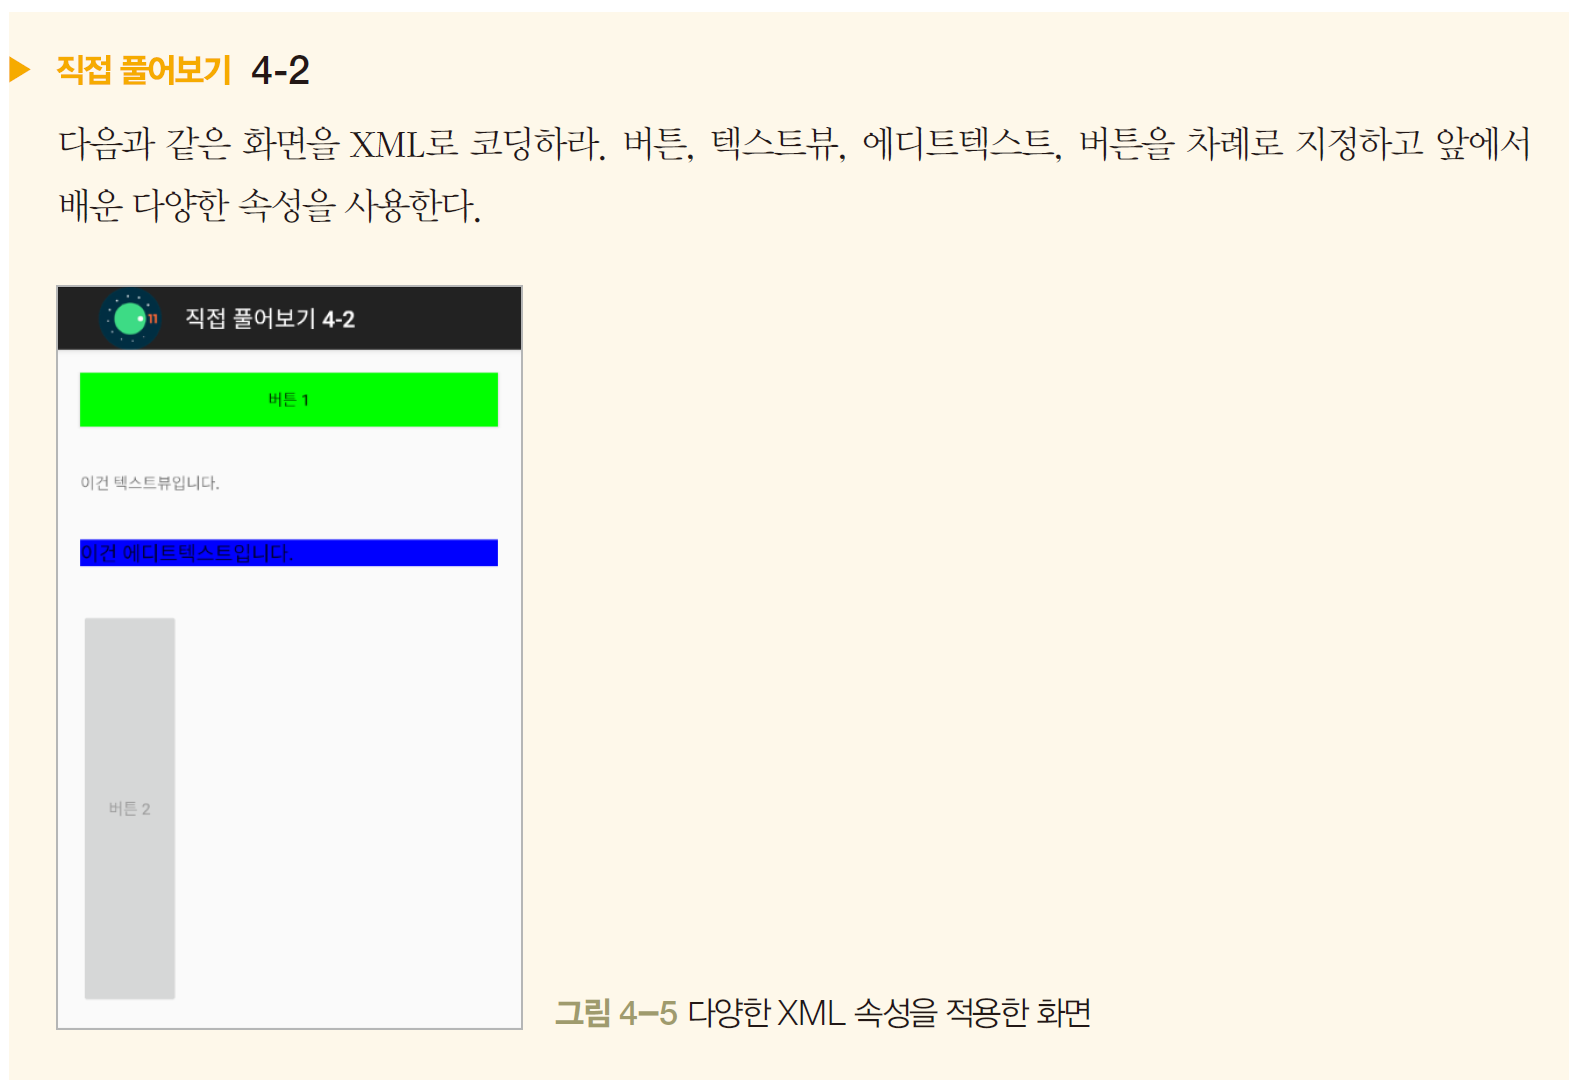 직접 풀어보기 4-2
다음과 같은 화면을 XML로 코딩하라. 버튼, 텍스트뷰, 에디트텍스트, 버튼을 차례로 지정하고 앞에서
배운 다양한 속성을 사용한다.
11
직접 풀어보기 4-2
버튼 1
이건 텍스트뷰입니다.
이건 에디트텍스트입니다.
버튼 2
그림 4-5 다양한 XML 속성을 적용한 화면